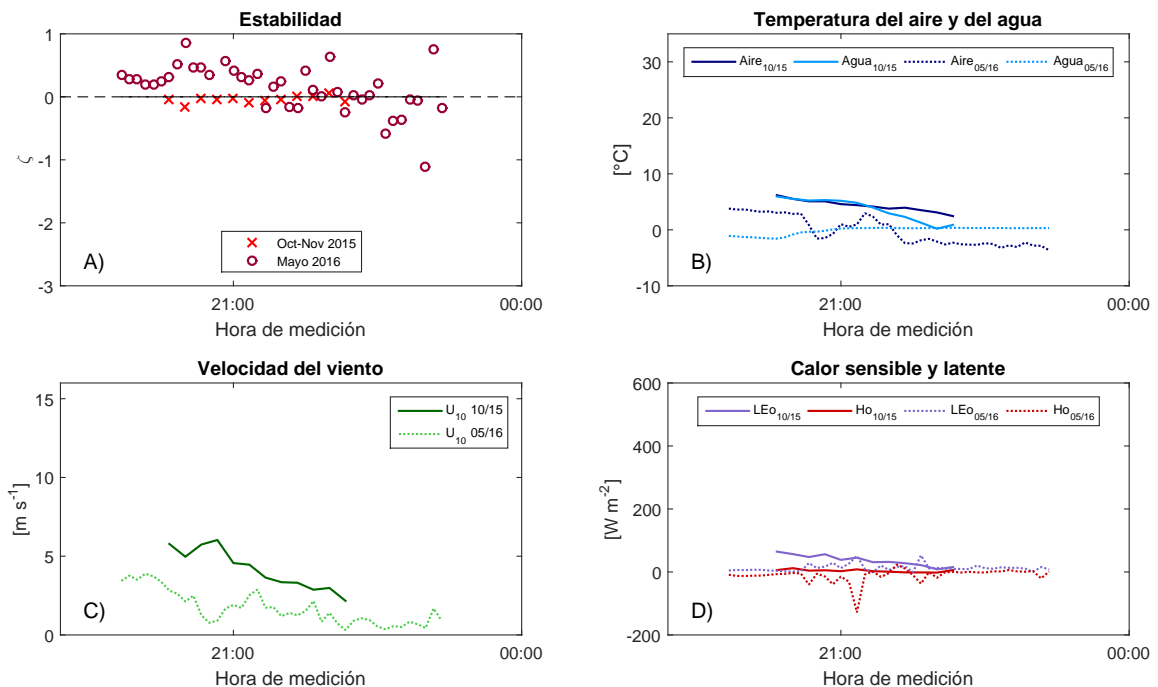 Estabilidad
1
0
-1
-2
-3
ζ
× Oct-Nov 2015
Mayo 2016
A)
21:00 00:00
Hora de medición
Temperatura del aire y del agua
30
20
10
0
-10
[°C]
Aire10/15 Agua10/15 Aire05/16 Agua05/16
B)
21:00 00:00
Hora de medición
Velocidad del viento
15
10
5
0
[m s-1]
U10 10/15
U10 05/16
C)
21:00 00:00
Hora de medición
Calor sensible y latente
600
400
200
0
-200
[W m-2]
LEo10/15 Ho10/15 LEo05/16 Ho05/16
D)
21:00 00:00
Hora de medición